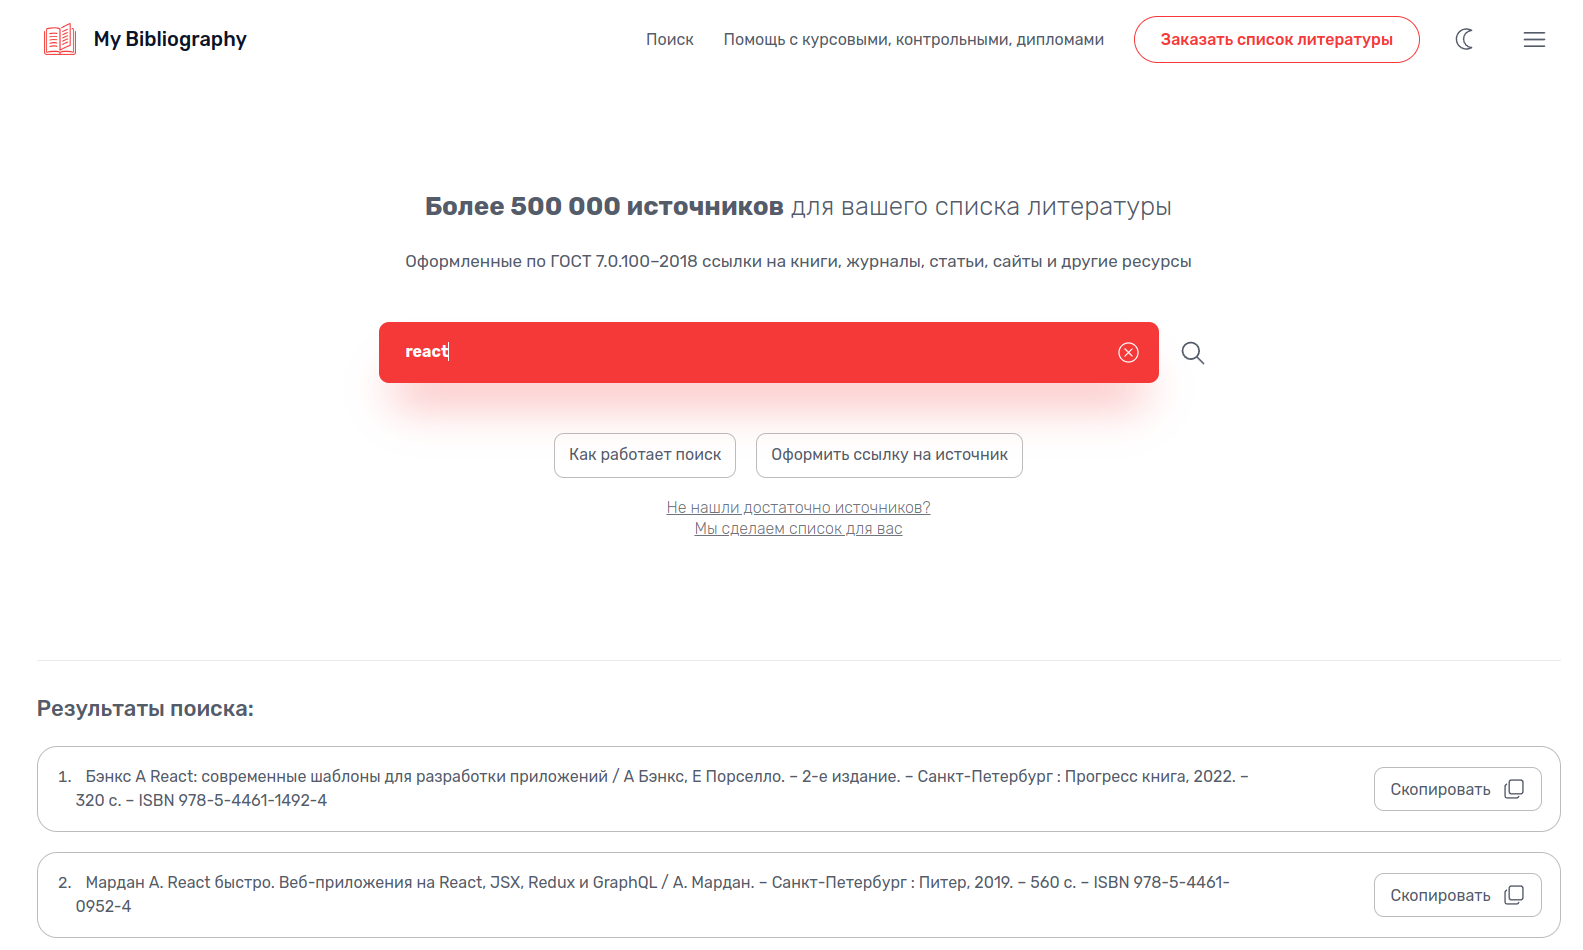 My Bibliography
Поиск
Помощь с курсовыми, контрольными, дипломами
Заказать список литературы
Более 500 000 источников для вашего списка литературы
Оформленные по ГОСТ 7.0.100–2018 ссылки на книги, журналы, статьи, сайты и другие ресурсы
react
Как работает поиск
Оформить ссылку на источник
Не нашли достаточно источников?
Мы сделаем список для вас
Результаты поиска:
1. Бэнкс А React: современные шаблоны для разработки приложений / А Бэнкс, Е Порселло. – 2-е издание. – Санкт-Петербург : Прогресс книга, 2022. –
320 с. – ISBN 978-5-4461-1492-4
Скопировать
2. Мардан А. React быстро. Веб-приложения на React, JSX, Redux и GraphQL / А. Мардан. – Санкт-Петербург : Питер, 2019. – 560 с. – ISBN 978-5-4461-
0952-4
Скопировать